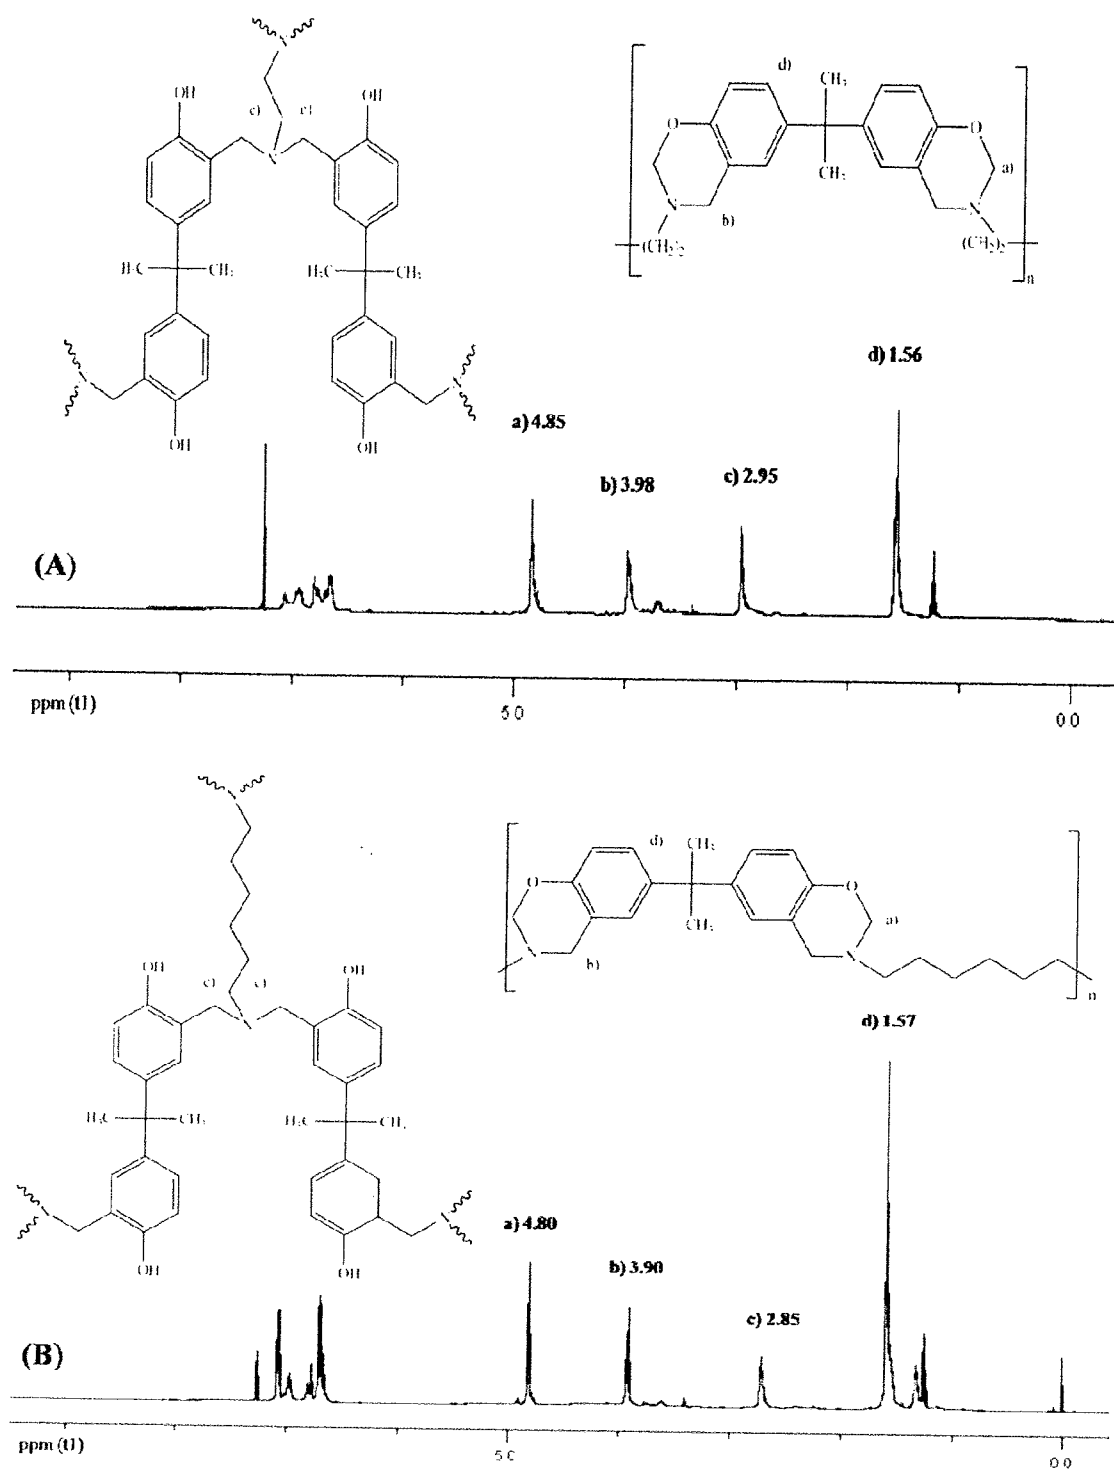 OH
c)
c)
OH
H₃C
CH₃
H₃C
CH₃
OH
OH
d)
CH₃
O
O
CH₃
a)
N
N
b)
(CH₂)₂
(CH₂)₂
n
d) 1.56
a) 4.85
b) 3.98
c) 2.95
(A)
ppm (t1)
5.0
0.0
d)
CH₃
O
O
CH₃
a)
N
N
b)
n
OH
c)
c)
OH
H₃C
CH₃
H₃C
CH₃
OH
OH
d) 1.57
a) 4.80
b) 3.90
c) 2.85
(B)
ppm (t1)
5.0
0.0